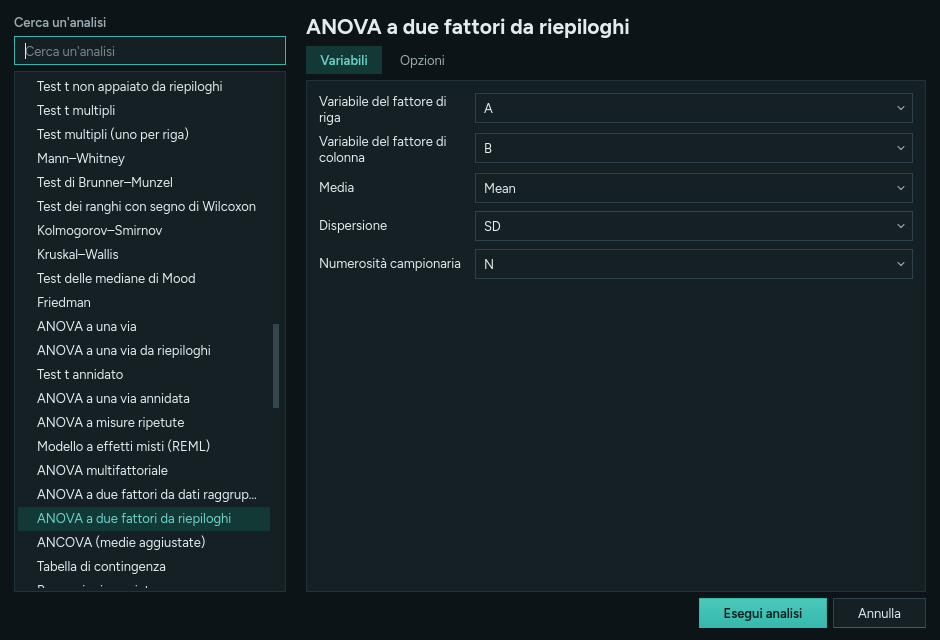 Cerca un'analisi
Cerca un'analisi
Test t non appaiato da riepiloghi
Test t multipli
Test multipli (uno per riga)
Mann–Whitney
Test di Brunner–Munzel
Test dei ranghi con segno di Wilcoxon
Kolmogorov–Smirnov
Kruskal–Wallis
Test delle mediane di Mood
Friedman
ANOVA a una via
ANOVA a una via da riepiloghi
Test t annidato
ANOVA a una via annidata
ANOVA a misure ripetute
Modello a effetti misti (REML)
ANOVA multifattoriale
ANOVA a due fattori da dati raggrup...
ANOVA a due fattori da riepiloghi
ANCOVA (medie aggiustate)
Tabella di contingenza
ANOVA a due fattori da riepiloghi
Variabili
Opzioni
Variabile del fattore di
riga
A
Variabile del fattore di
colonna
B
Media
Mean
Dispersione
SD
Numerosità campionaria
N
Esegui analisi
Annulla